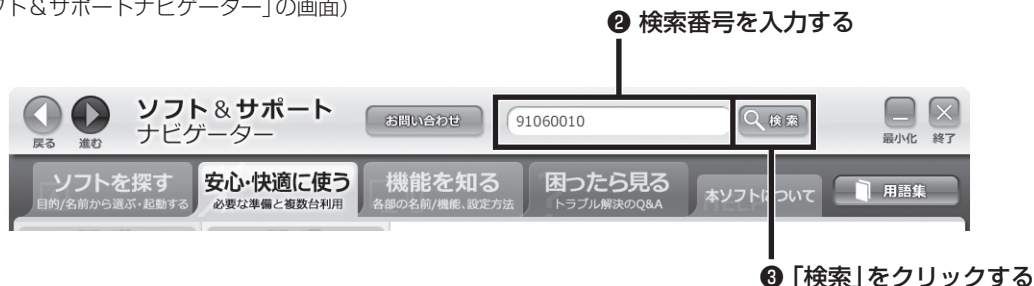 フト＆サポートナビゲーター」の画面）
❷ 検索番号を入力する
戻る 進む
ソフト&サポート
ナビゲーター
お問い合わせ
91060010
検索
最小化 終了
ソフトを探す
目的/名前から選ぶ・起動する
安心・快適に使う
必要な準備と複数台利用
機能を知る
各部の名前/機能、設定方法
困ったら見る
トラブル解決のQ&A
本ソフトについて
用語集
❸「検索」をクリックする